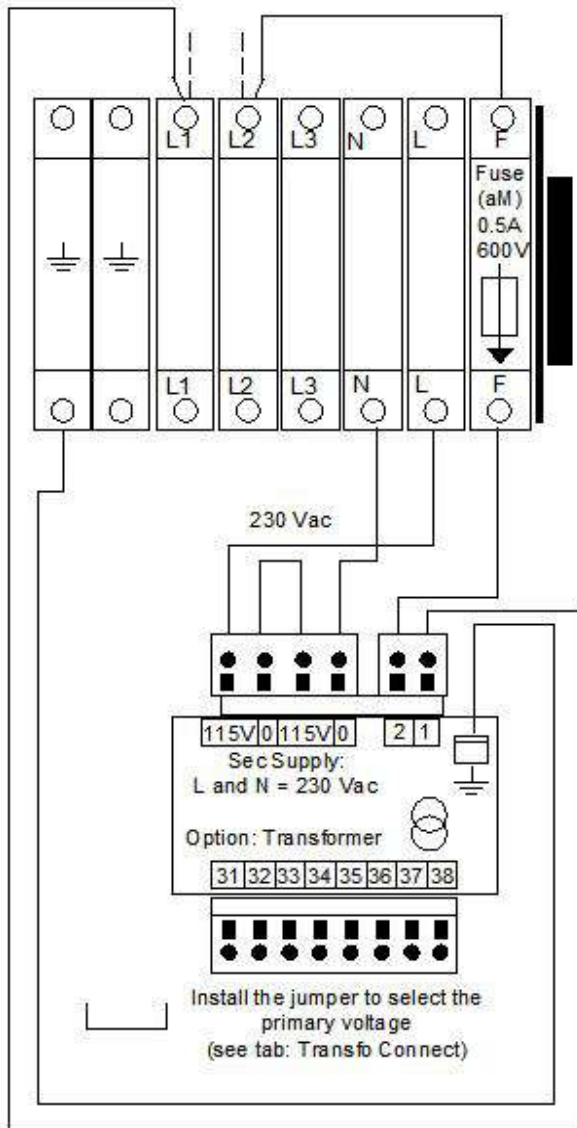 L1 L2 L3 N L F
Fuse
(aM)
0.5A
600V
L1 L2 L3 N L F
230 Vac
115V 0 115V 0 2 1
Sec Supply:
L and N = 230 Vac
Option: Transformer
31 32 33 34 35 36 37 38
Install the jumper to select the
primary voltage
(see tab: Transfo Connect)